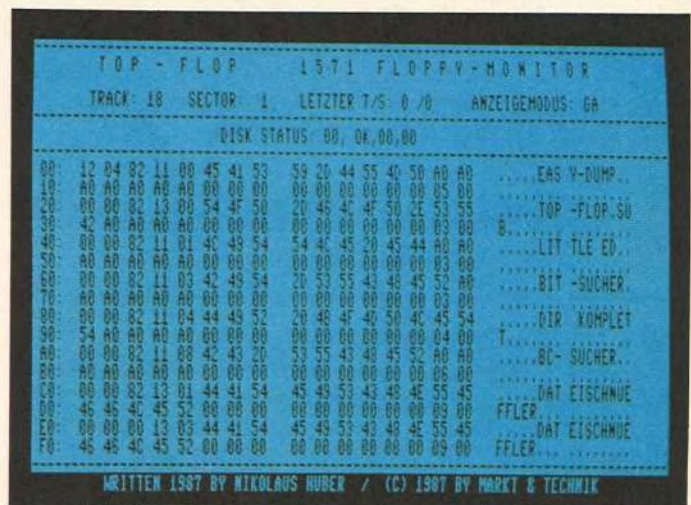 TOP - FLOP 1571 FLOPPY-MONITOR
TRACK: 18 SECTOR: 1 LETZTER T/S: 0 /0 ANZEIGEMODUS: GA
DISK STATUS: 00, OK,00,00
00: 12 04 82 11 00 45 41 53 59 2D 44 55 4D 50 A0 A0 .....EAS Y-DUMP..
10: A0 A0 A0 A0 A0 00 00 00 00 00 00 00 00 00 05 00 ........ ........
20: 00 00 82 13 00 54 4F 50 2D 46 4C 4F 50 2E 53 55 .....TOP -FLOP.SU
30: 42 A0 A0 A0 A0 00 00 00 00 00 00 00 00 00 03 00 B....... ........
40: 00 00 82 11 01 4C 49 54 54 4C 45 20 45 44 A0 A0 .....LIT TLE ED..
50: A0 A0 A0 A0 A0 00 00 00 00 00 00 00 00 00 03 00 ........ ........
60: 00 00 82 11 03 42 49 54 2D 53 55 43 48 45 52 A0 .....BIT -SUCHER.
70: A0 A0 A0 A0 A0 00 00 00 00 00 00 00 00 00 03 00 ........ ........
80: 00 00 82 11 04 44 49 52 20 4B 4F 4D 50 4C 45 54 .....DIR KOMPLET
90: 54 A0 A0 A0 A0 00 00 00 00 00 00 00 00 00 04 00 T....... ........
A0: 00 00 82 11 08 42 43 2D 53 55 43 48 45 52 A0 A0 .....BC- SUCHER..
B0: A0 A0 A0 A0 A0 00 00 00 00 00 00 00 00 00 06 00 ........ ........
C0: 00 00 82 13 01 44 41 54 45 49 53 43 48 4E 55 45 .....DAT EISCHNUE
D0: 46 46 4C 45 52 00 00 00 00 00 00 00 00 00 09 00 FFLER... ........
E0: 00 00 00 13 03 44 41 54 45 49 53 43 48 4E 55 45 .....DAT EISCHNUE
F0: 46 46 4C 45 52 00 00 00 00 00 00 00 00 00 09 00 FFLER... ........
WRITTEN 1987 BY NIKOLAUS HUBER / (C) 1987 BY MARKT & TECHNIK